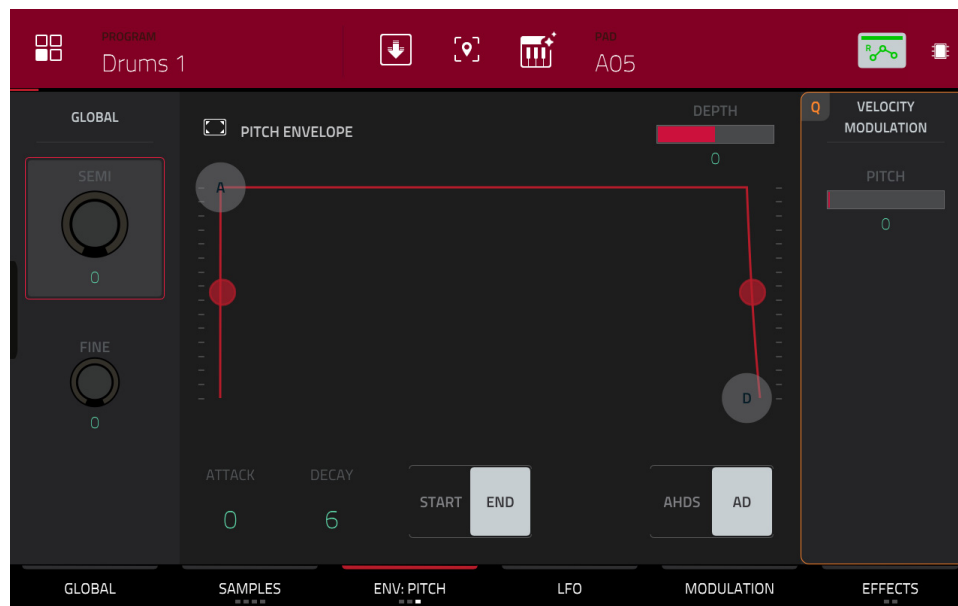 PROGRAM
Drums 1
PAD
A05
R
GLOBAL
SEMI
0
FINE
0
PITCH ENVELOPE
DEPTH
0
A
D
ATTACK
0
DECAY
6
START END
AHDS AD
Q
VELOCITY
MODULATION
PITCH
0
GLOBAL SAMPLES ENV: PITCH LFO MODULATION EFFECTS